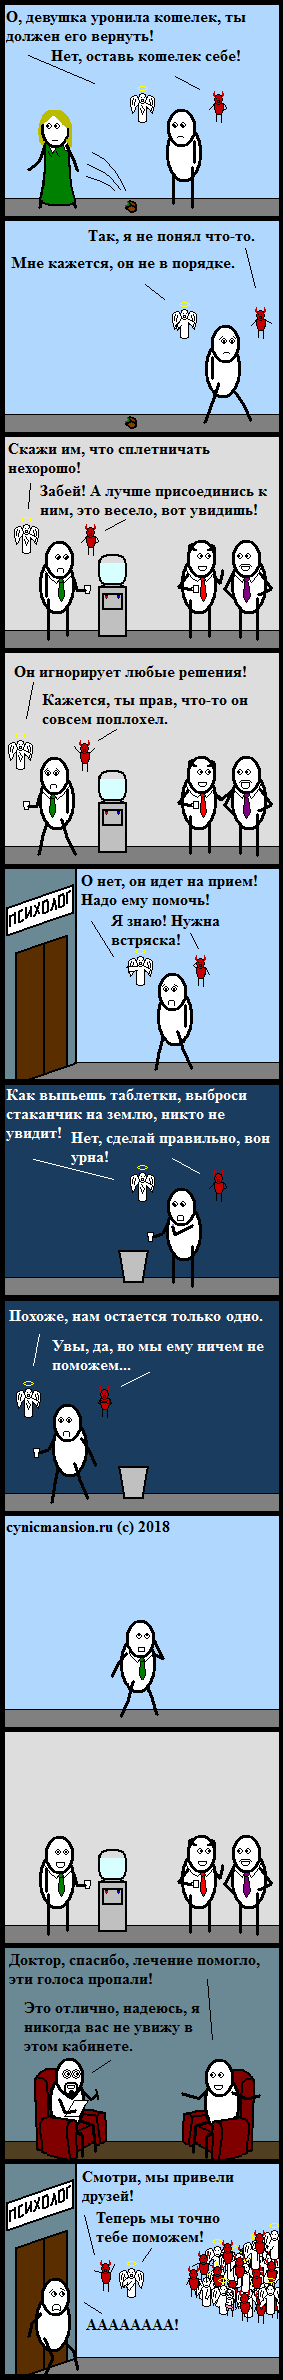 О, девушка уронила кошелек, ты
должен его вернуть!
Нет, оставь кошелек себе!
Так, я не понял что-то.
Мне кажется, он не в порядке.
Скажи им, что сплетничать
нехорошо!
Забей! А лучше присоединись к
ним, это весело, вот увидишь!
Он игнорирует любые решения!
Кажется, ты прав, что-то он
совсем поплохел.
ПСИХОЛОГ
О нет, он идет на прием!
Надо ему помочь!
Я знаю! Нужна
встряска!
Как выпьешь таблетки, выброси
стаканчик на землю, никто не
увидит!
Нет, сделай правильно, вон
урна!
Похоже, нам остается только одно.
Увы, да, но мы ему ничем не
поможем...
cynicmansion.ru (c) 2018
Доктор, спасибо, лечение помогло,
эти голоса пропали!
Это отлично, надеюсь, я
никогда вас не увижу в
этом кабинете.
ПСИХОЛОГ
Смотри, мы привели
друзей!
Теперь мы точно
тебе поможем!
АААААААА!